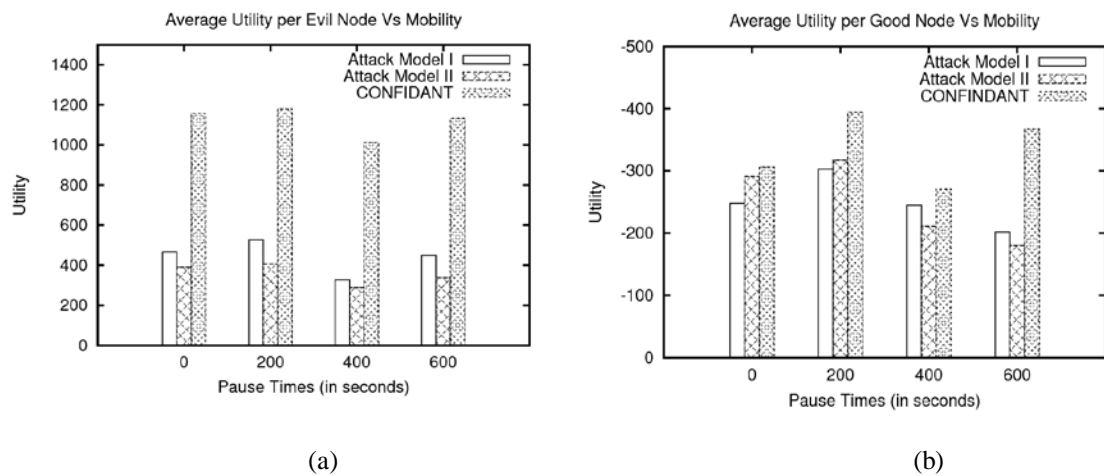 Average Utility per Evil Node Vs Mobility
Attack Model I
Attack Model II
CONFIDANT
1400
1200
1000
800
600
400
200
0
Utility
0 200 400 600
Pause Times (in seconds)
(a)
Average Utility per Good Node Vs Mobility
Attack Model I
Attack Model II
CONFINDANT
-500
-400
-300
-200
-100
0
Utility
0 200 400 600
Pause Times (in seconds)
(b)